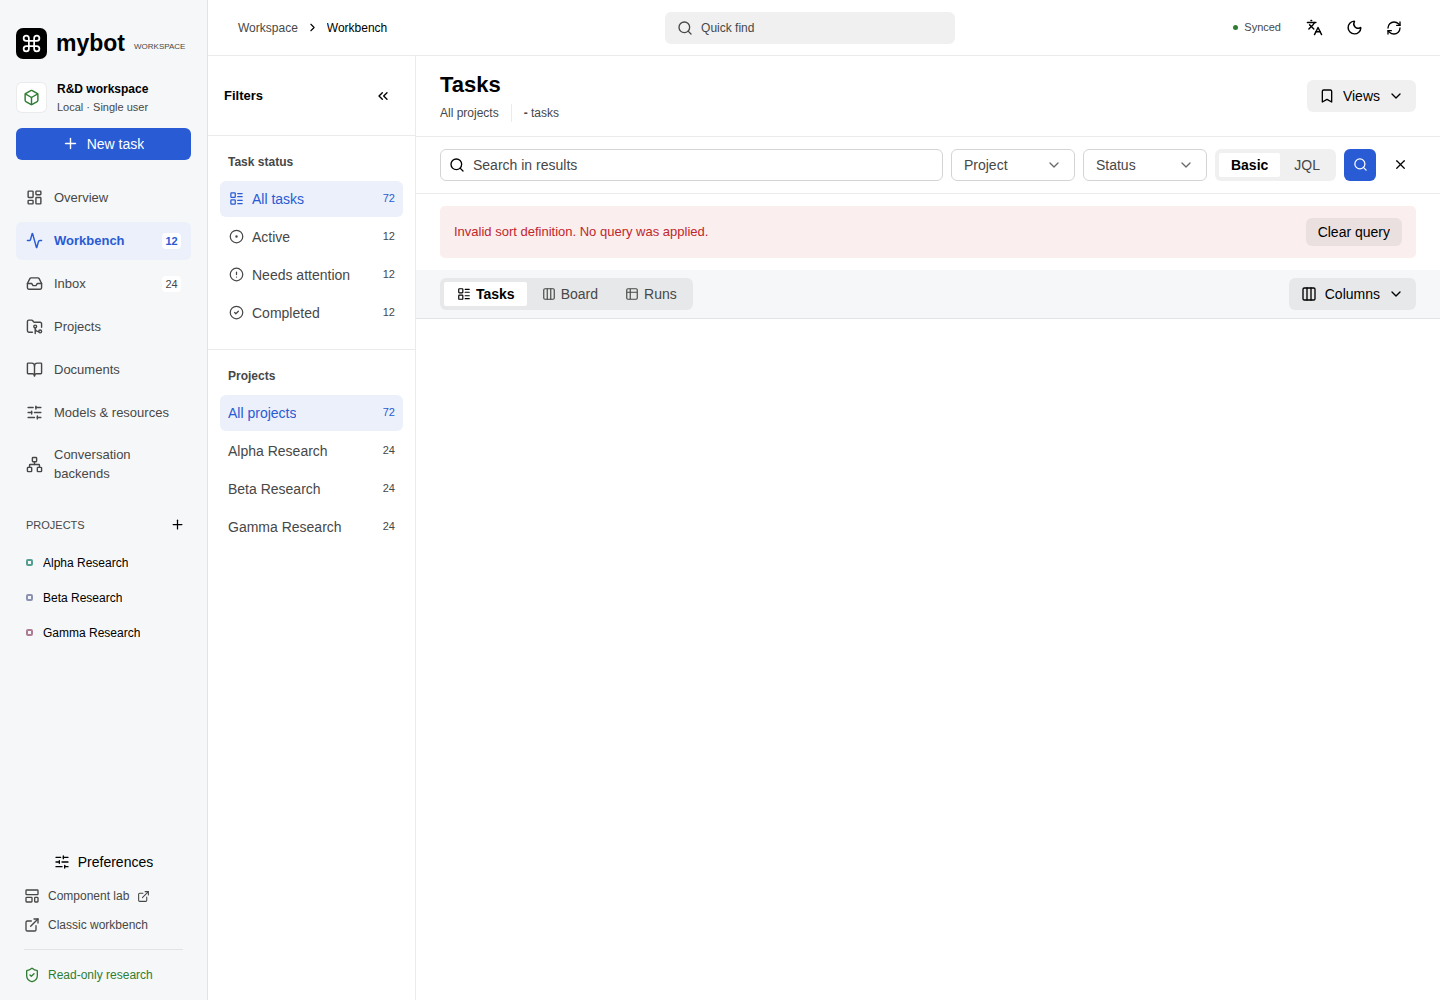 mybot WORKSPACE
R&D workspace
Local · Single user
New task
Overview
Workbench 12
Inbox 24
Projects
Documents
Models & resources
Conversation
backends
PROJECTS
Alpha Research
Beta Research
Gamma Research
Preferences
Component lab
Classic workbench
Read-only research
Workspace Workbench
Quick find
Synced
Filters
Task status
All tasks 72
Active 12
Needs attention 12
Completed 12
Projects
All projects 72
Alpha Research 24
Beta Research 24
Gamma Research 24
Tasks
All projects - tasks
Views
Search in results
Project
Status
Basic JQL
Invalid sort definition. No query was applied.
Clear query
Tasks Board Runs
Columns